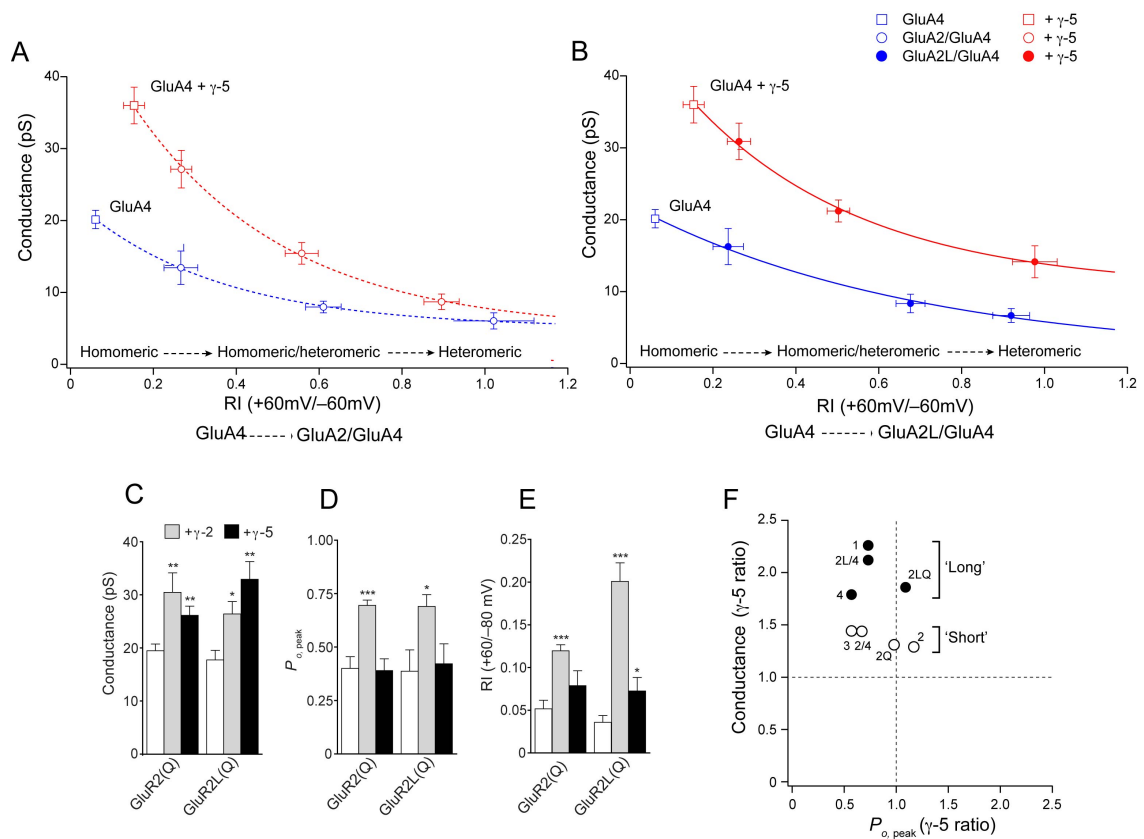 GluA4
+ γ-5
GluA2/GluA4
+ γ-5
GluA2L/GluA4
+ γ-5
A
Conductance (pS)
40
30
20
10
0
GluA4 + γ-5
GluA4
Homomeric
Homomeric/heteromeric
Heteromeric
0
0.2
0.4
0.6
0.8
1.0
1.2
RI (+60mV/–60mV)
GluA4
GluA2/GluA4
B
Conductance (pS)
40
30
20
10
0
GluA4 + γ-5
GluA4
Homomeric
Homomeric/heteromeric
Heteromeric
0
0.2
0.4
0.6
0.8
1.0
1.2
RI (+60mV/–60mV)
GluA4
GluA2L/GluA4
C
+γ-2
+γ-5
Conductance (pS)
40
30
20
10
0
**
**
*
**
GluR2(Q)
GluR2L(Q)
D
Po, peak
1.00
0.75
0.50
0.25
0
***
*
GluR2(Q)
GluR2L(Q)
E
RI (+60/–80 mV)
0.25
0.20
0.15
0.10
0.05
0.00
***
***
*
GluR2(Q)
GluR2L(Q)
F
Conductance (γ-5 ratio)
2.5
2.0
1.5
1.0
0.5
0.0
1
2L/4
4
2LQ
'Long'
3
2/4
2Q
2
'Short'
0.0
0.5
1.0
1.5
2.0
2.5
Po, peak (γ-5 ratio)